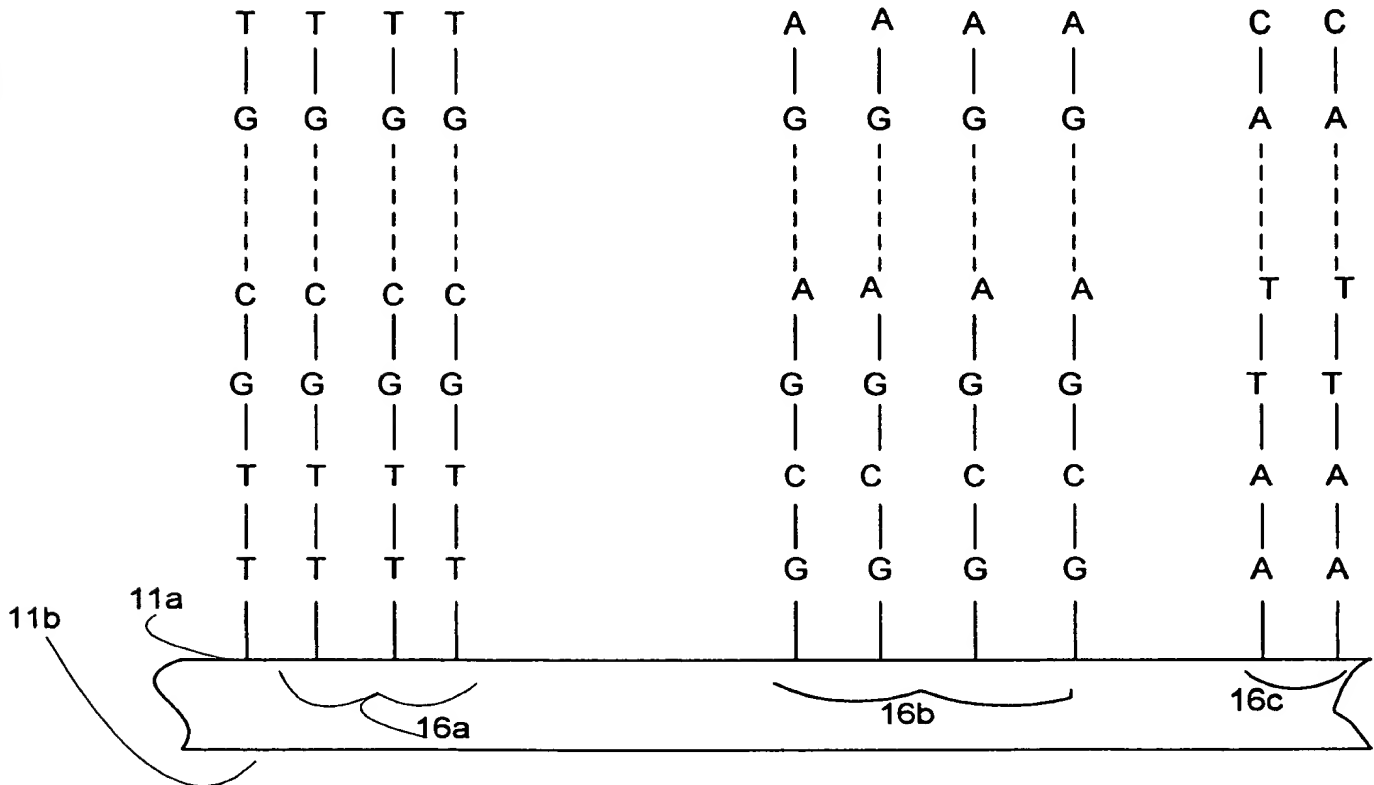 T T T T A A A A C C
G G G G G G G G A A
C C C C A A A A T T
G G G G G G G G T T
T T T T C C C C A A
T T T T G G G G A A
11a
11b
16a 16b 16c